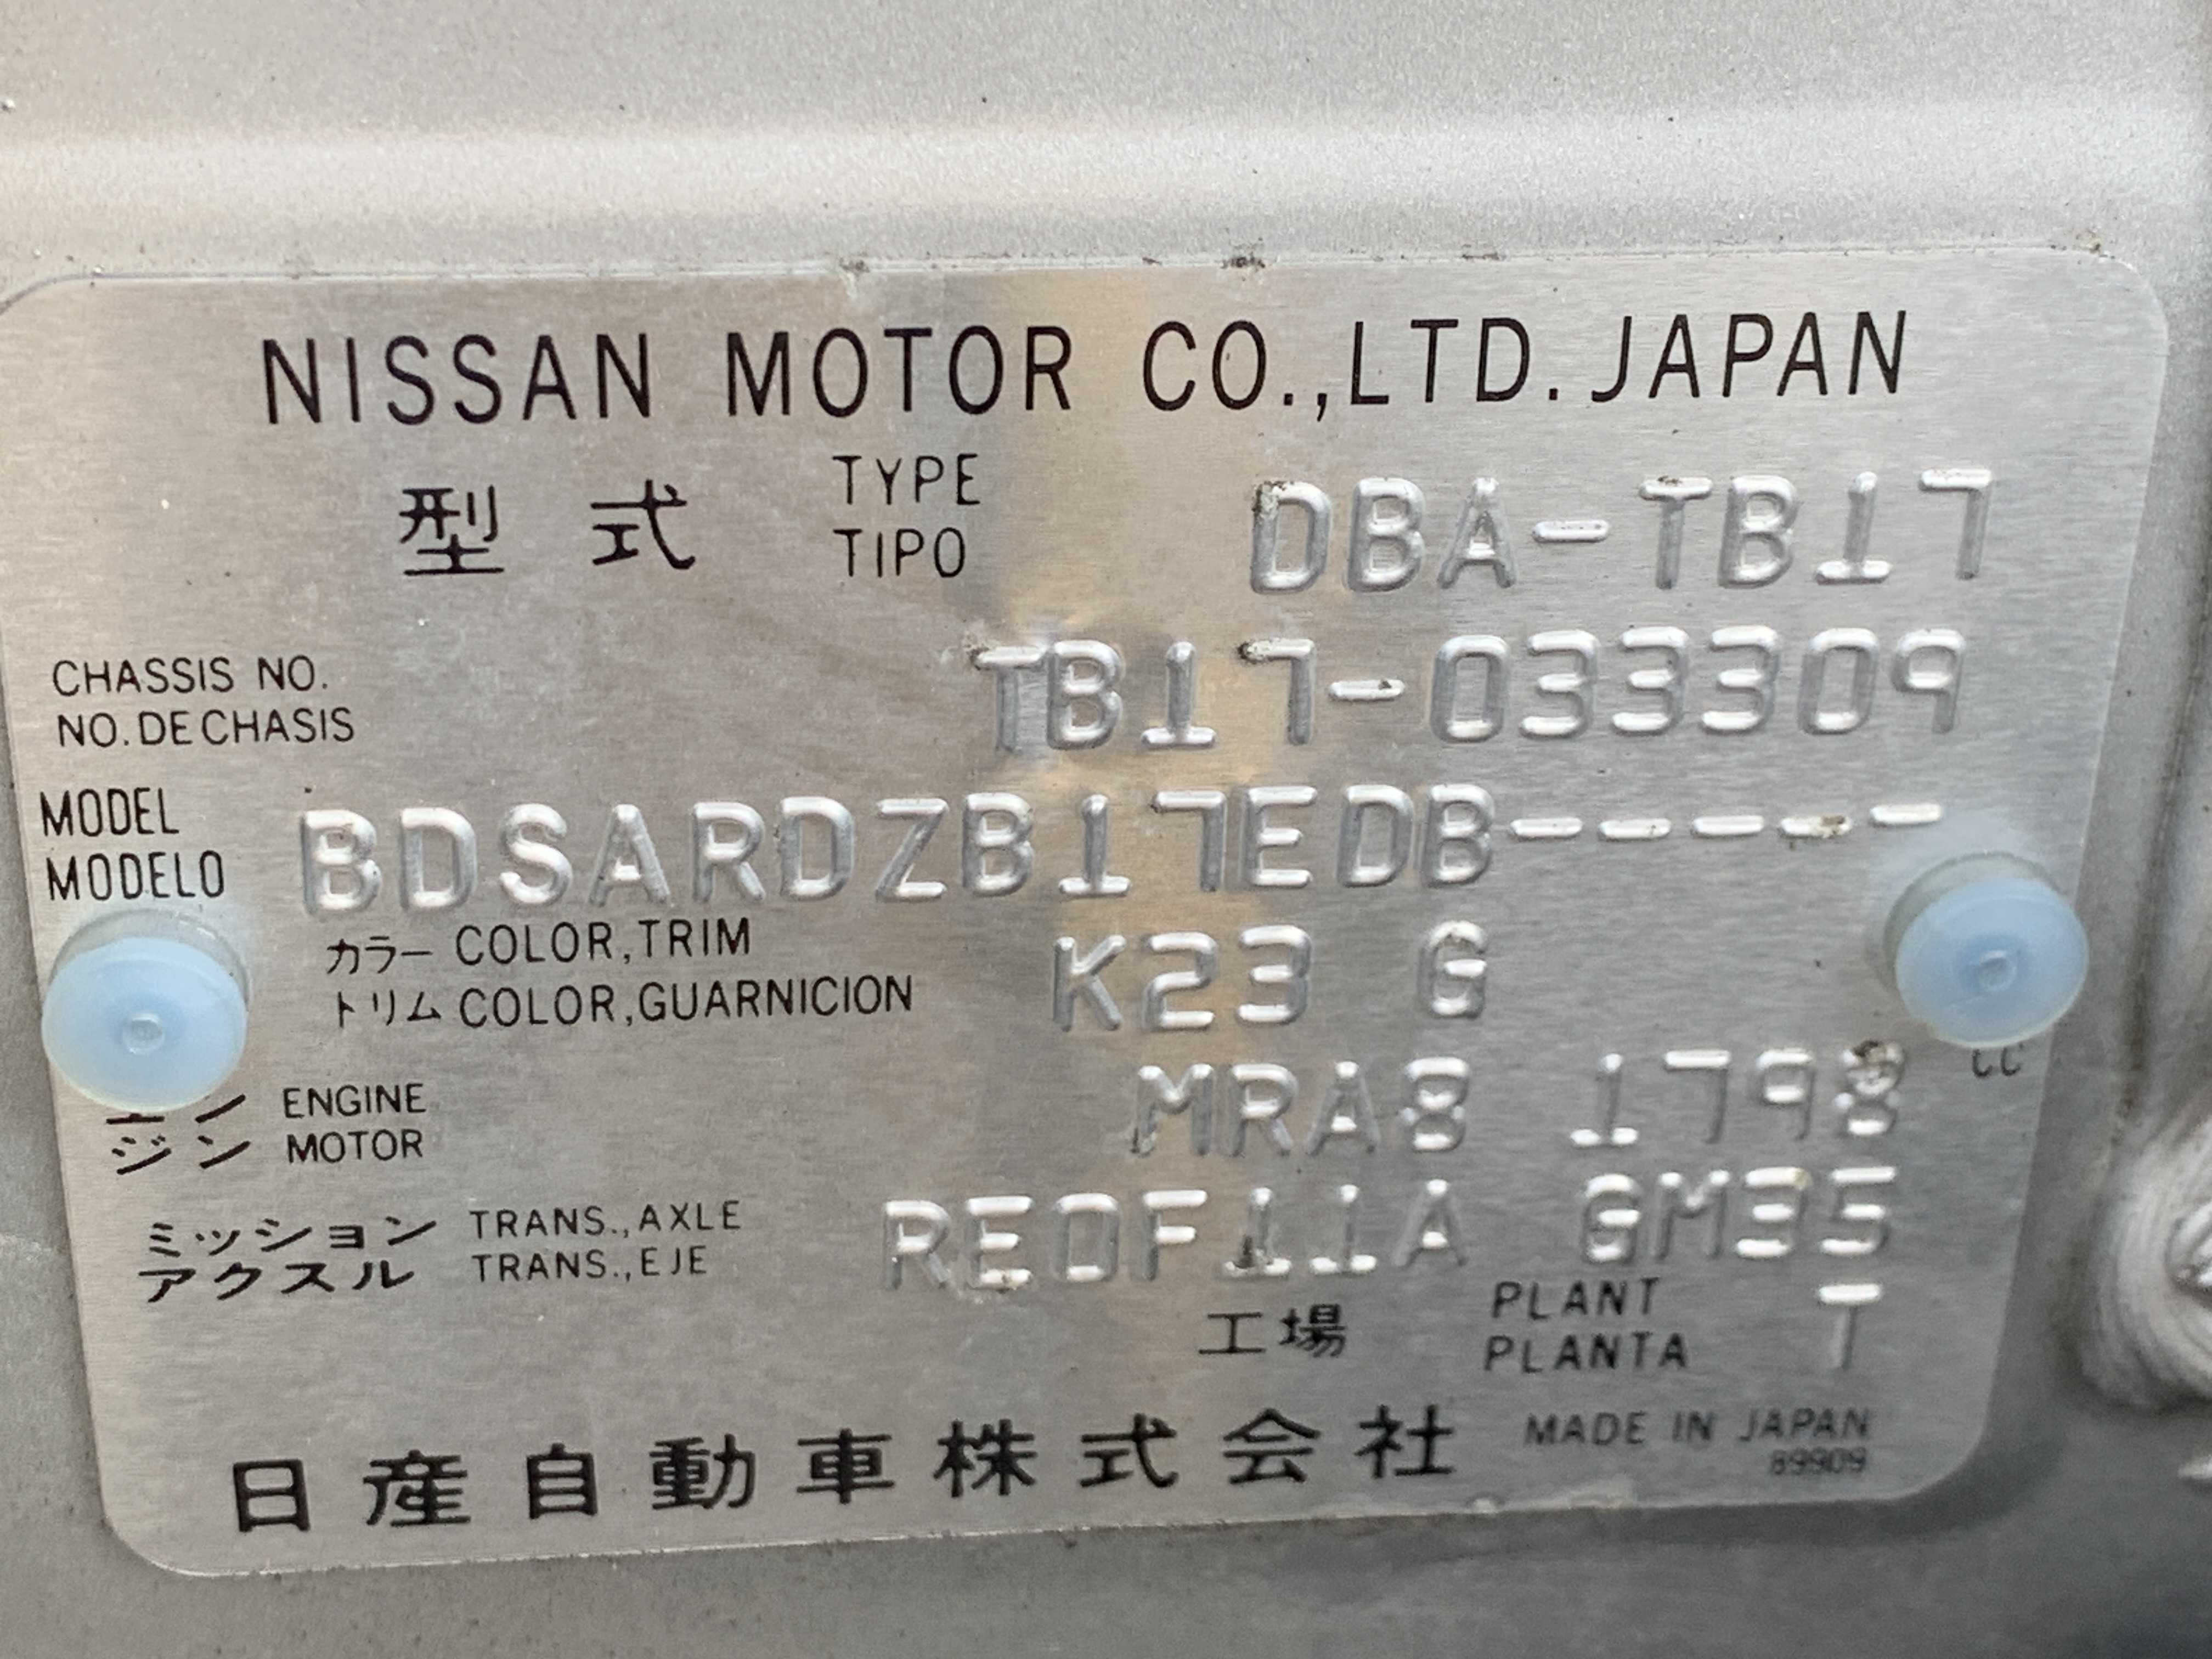 NISSAN MOTOR CO.,LTD. JAPAN
型式 TYPE DBA-TB17
TIPO
CHASSIS NO. TB17-033309
NO. DE CHASIS
MODEL BDSARDZB17EDB-----
MODELO
カラー COLOR,TRIM K23 G
トリム COLOR,GUARNICION
エン ENGINE MRA8 1798 CC
ジン MOTOR
ミッション TRANS.,AXLE RE0F11A GM35
アクスル TRANS.,EJE
工場 PLANT T
PLANTA
日産自動車株式会社 MADE IN JAPAN
89909